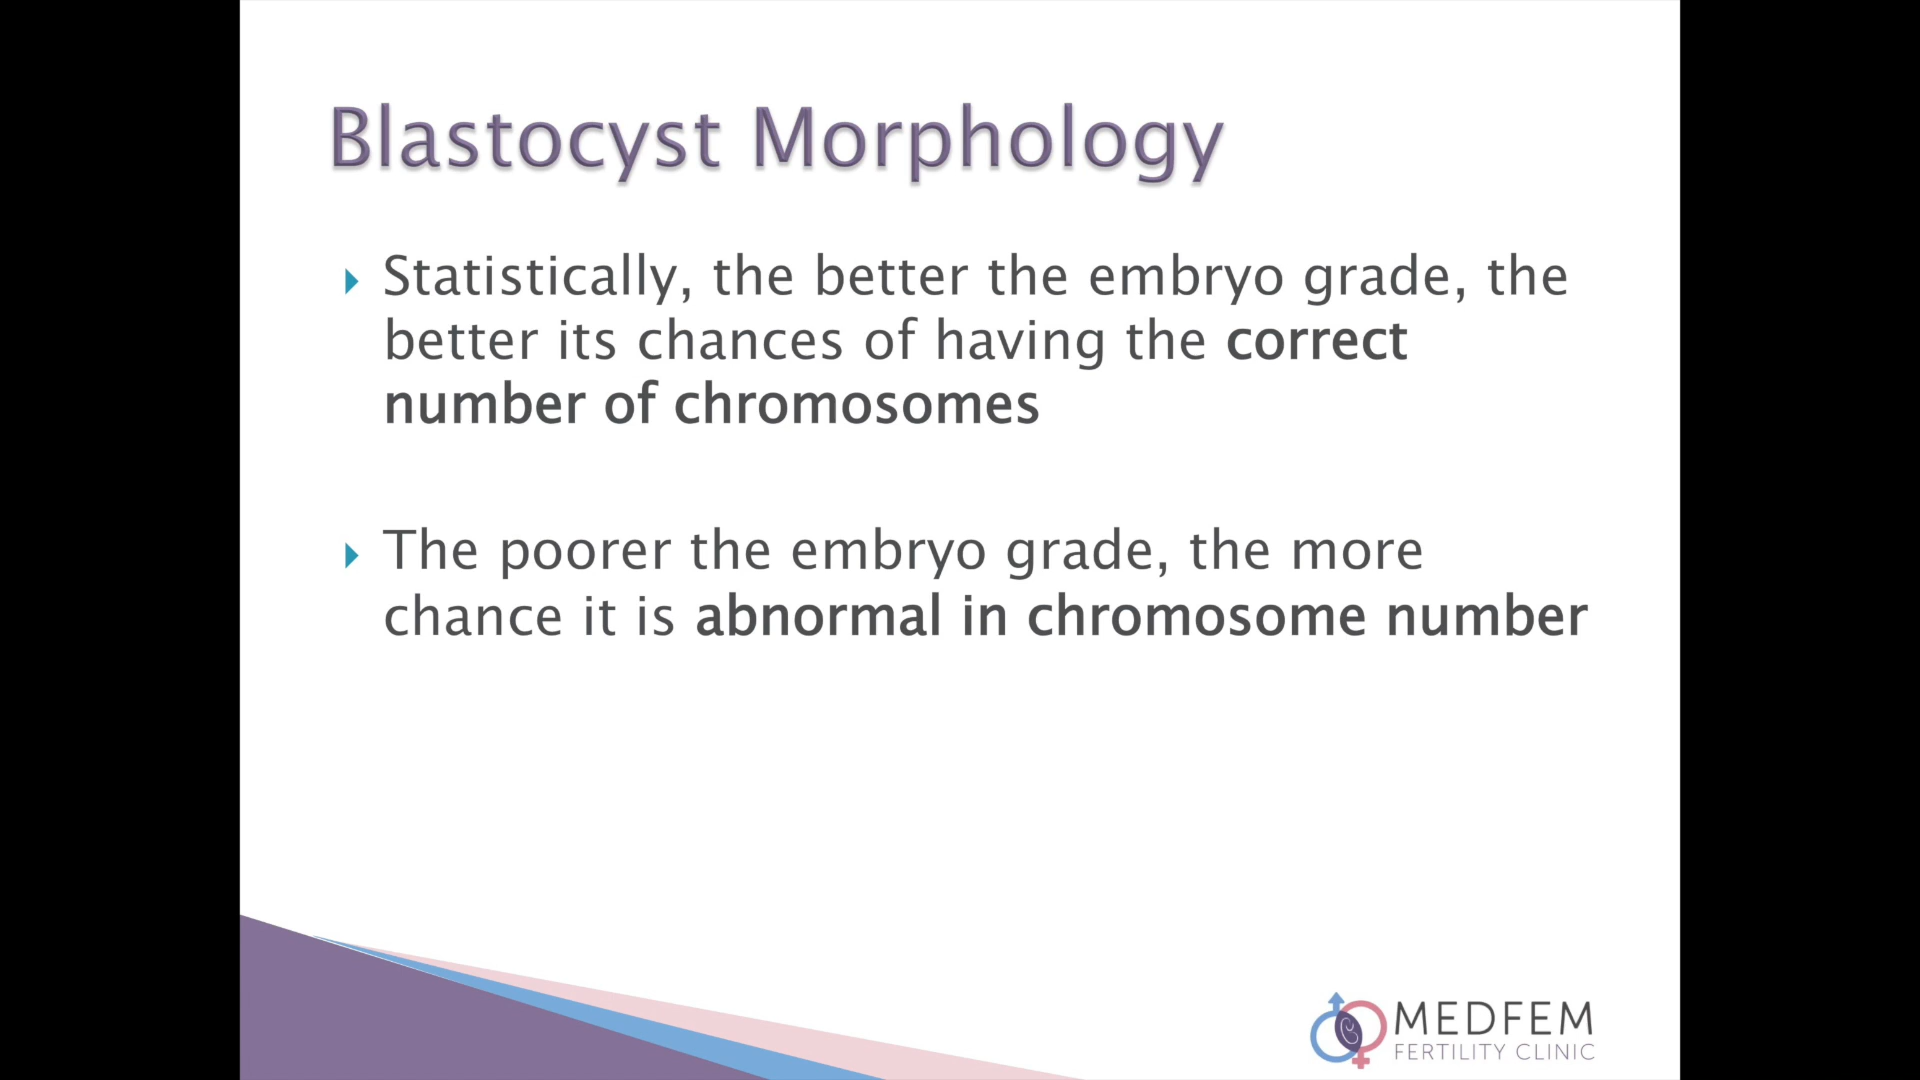 Blastocyst Morphology
Statistically, the better the embryo grade, the
better its chances of having the correct
number of chromosomes
The poorer the embryo grade, the more
chance it is abnormal in chromosome number
MEDFEM
FERTILITY CLINIC